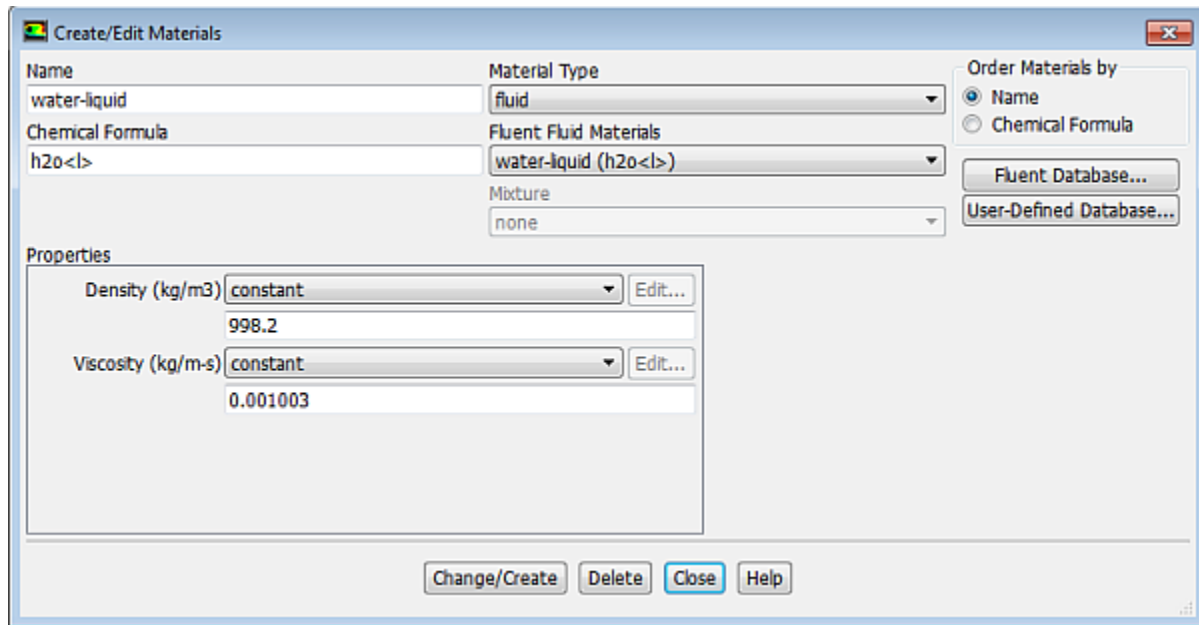 Create/Edit Materials
Name
water-liquid
Chemical Formula
h2o<l>
Material Type
fluid
Fluent Fluid Materials
water-liquid (h2o<l>)
Mixture
none
Order Materials by
Name
Chemical Formula
Fluent Database...
User-Defined Database...
Properties
Density (kg/m3) constant Edit...
998.2
Viscosity (kg/m-s) constant Edit...
0.001003
Change/Create Delete Close Help